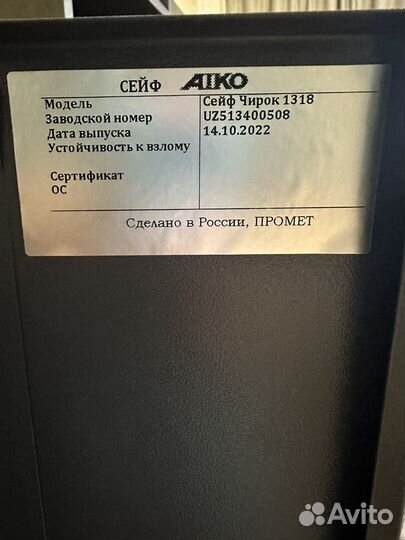 СЕЙФ AIKO
Модель Сейф Чирок 1318
Заводской номер UZ513400508
Дата выпуска 14.10.2022
Устойчивость к взлому
Сертификат
ОС
Сделано в России, ПРОМЕТ
Avito